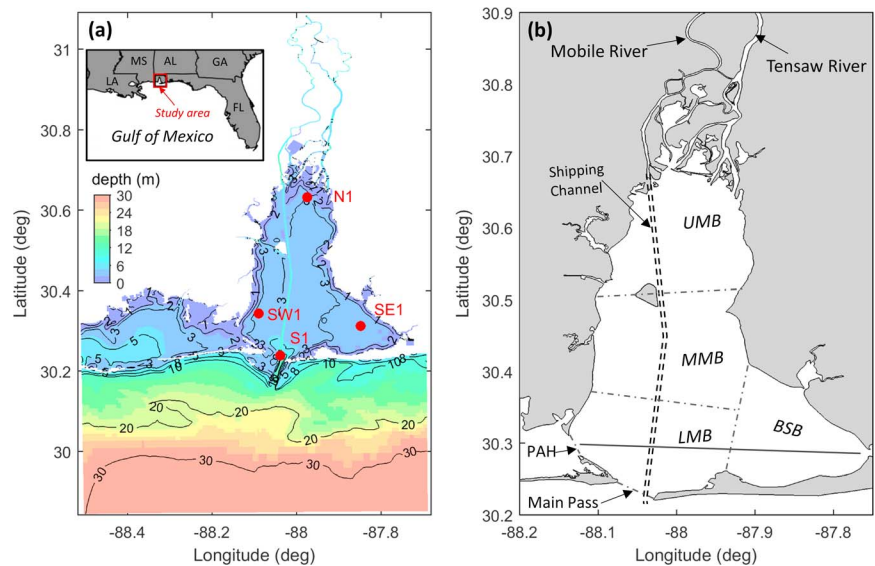 (a)
MS
AL
GA
LA
FL
Study area
Gulf of Mexico
depth (m)
30
24
18
12
6
0
N1
SW1
SE1
S1
20
20
20
30
30
31
30.8
30.6
30.4
30.2
30
-88.4
-88.2
-88
-87.8
Latitude (deg)
Longitude (deg)
(b)
Mobile River
Tensaw River
Shipping
Channel
UMB
MMB
LMB
BSB
PAH
Main Pass
30.9
30.8
30.7
30.6
30.5
30.4
30.3
30.2
-88.2
-88.1
-88
-87.9
-87.8
Latitude (deg)
Longitude (deg)